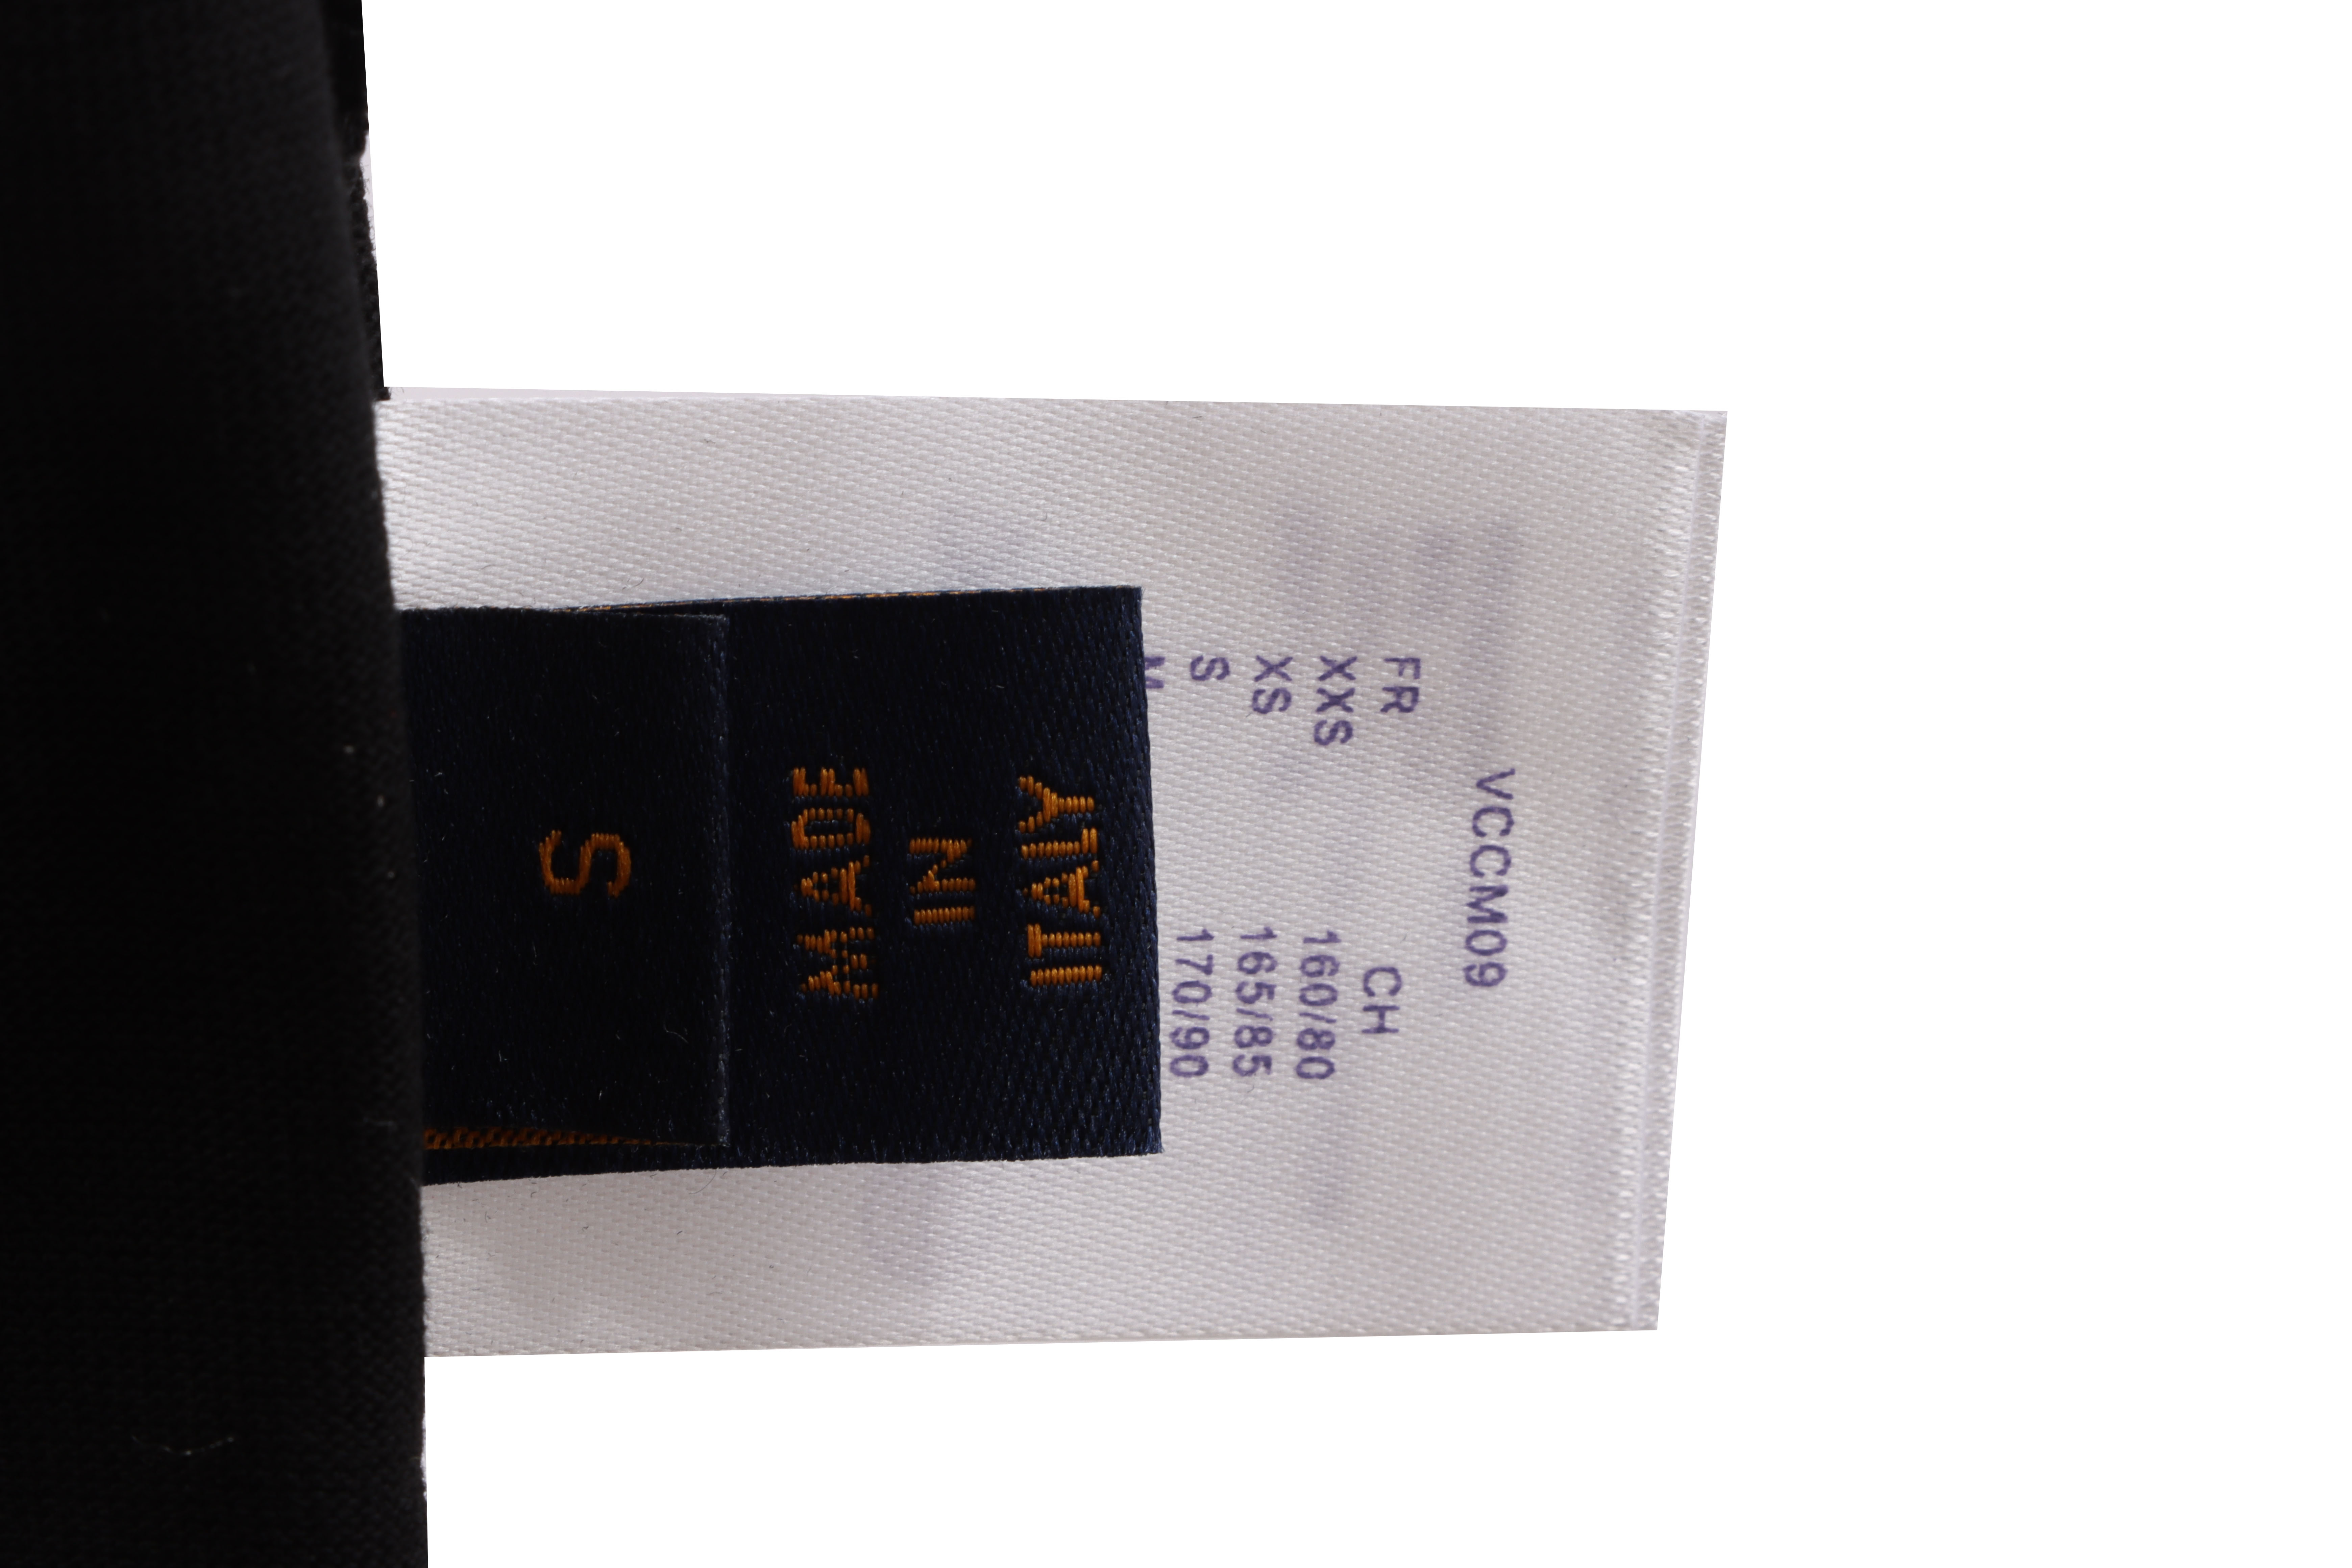 S
MADE
IN
ITALY
VCCM09
FR CH
XXS 160/80
XS 165/85
S 170/90
M